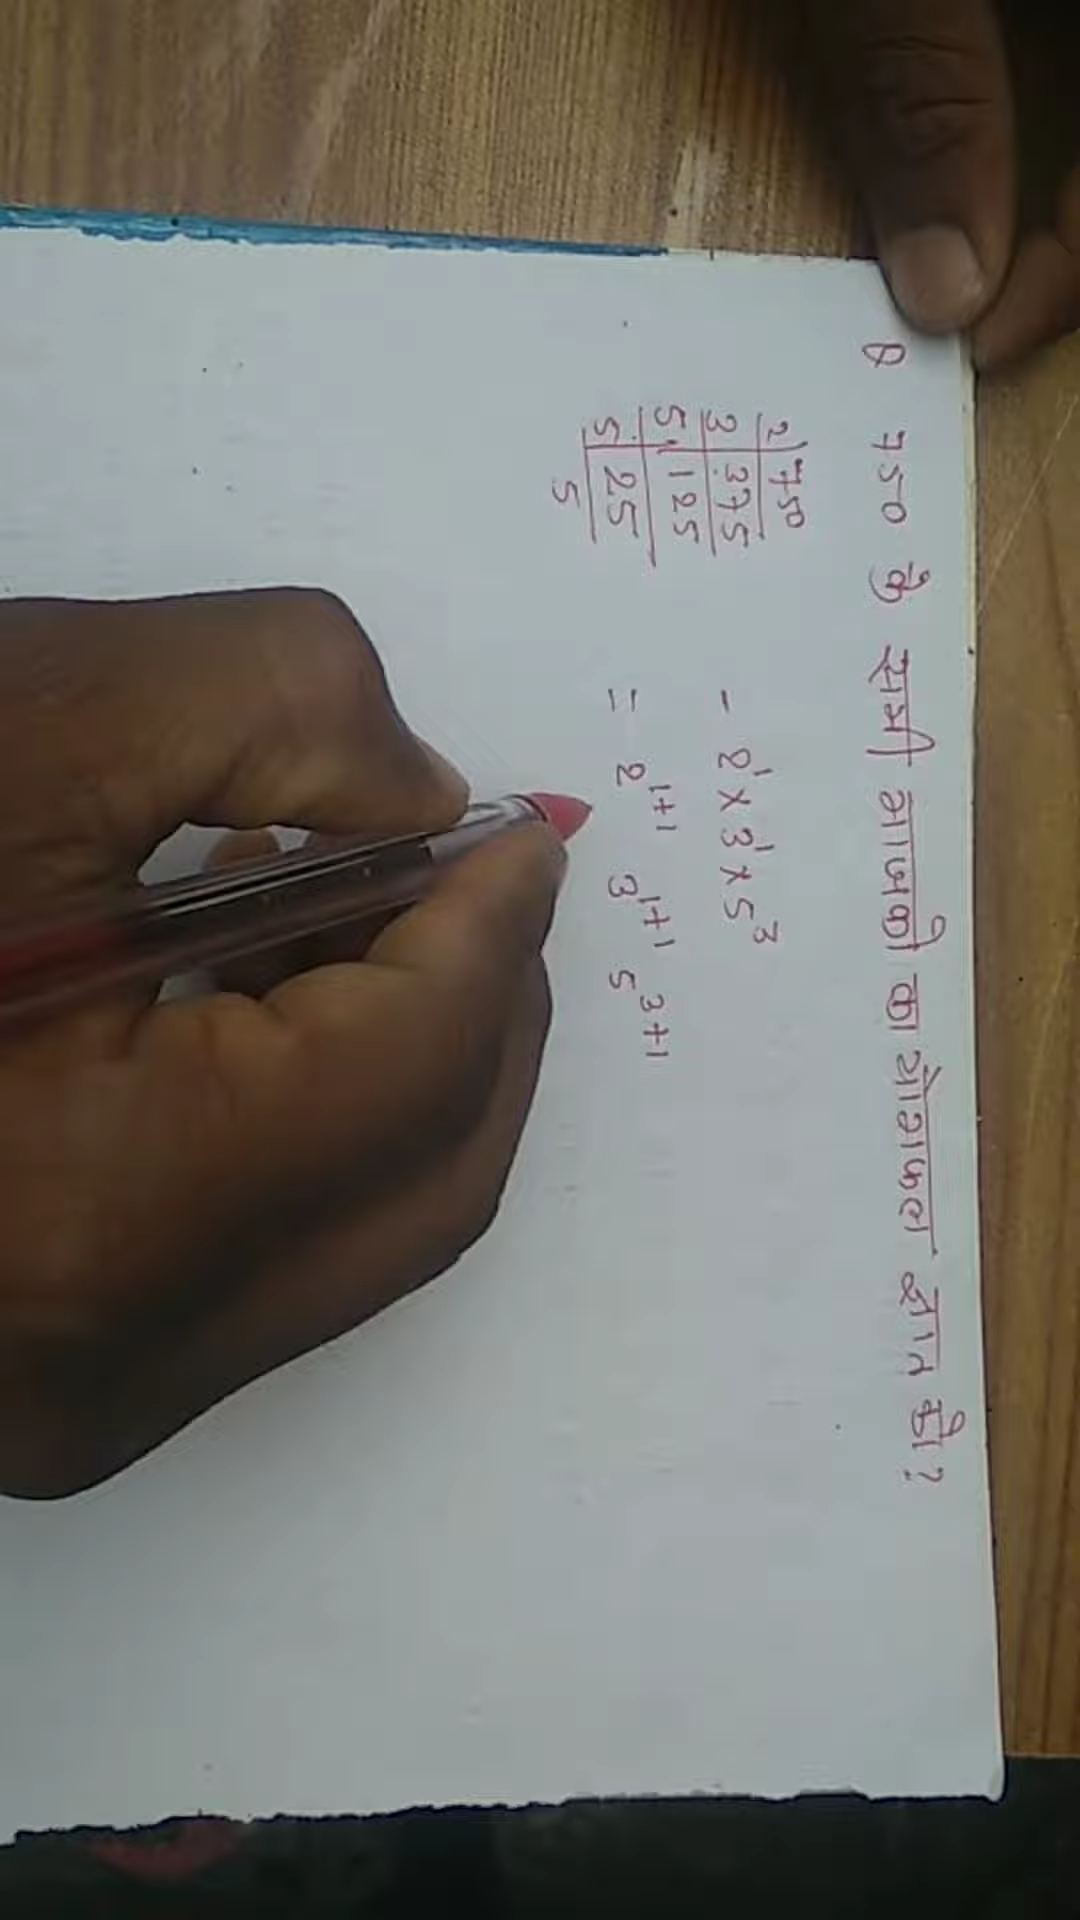 Q 750 के सभी भाजको का योगफल ज्ञात करो?
2 750
3 375
5 125
5 25
5
- 2¹ × 3¹ × 5³
= 2¹⁺¹ 3¹⁺¹ 5³⁺¹